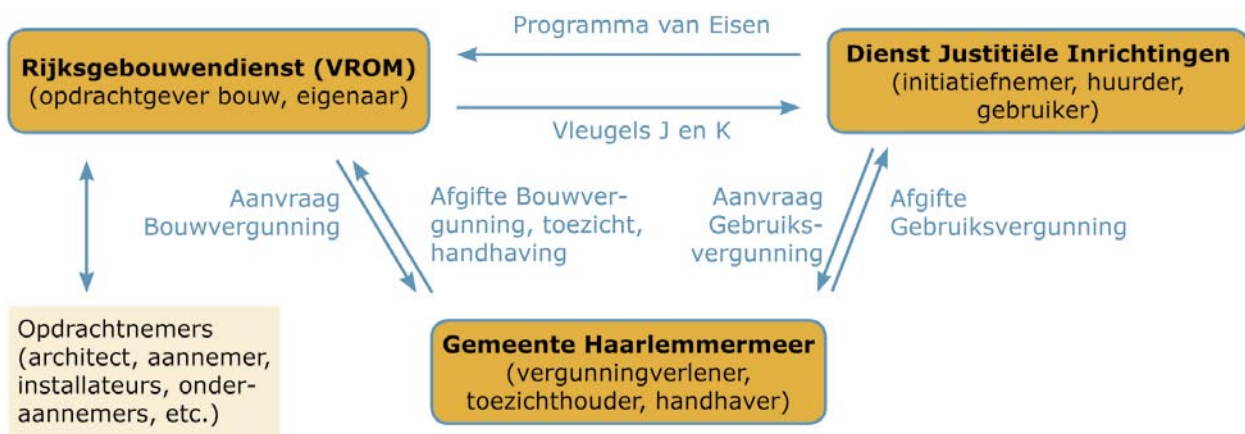 Programma van Eisen
Rijksgebouwendienst (VROM)
(opdrachtgever bouw, eigenaar)
Dienst Justitiële Inrichtingen
(initiatiefnemer, huurder,
gebruiker)
Vleugels J en K
Aanvraag
Bouwvergunning
Afgifte Bouwver-
gunning, toezicht,
handhaving
Aanvraag
Gebruiks-
vergunning
Afgifte
Gebruiksvergunning
Opdrachtnemers
(architect, aannemer,
installateurs, onder-
aannemers, etc.)
Gemeente Haarlemmermeer
(vergunningverlener,
toezichthouder, handhaver)